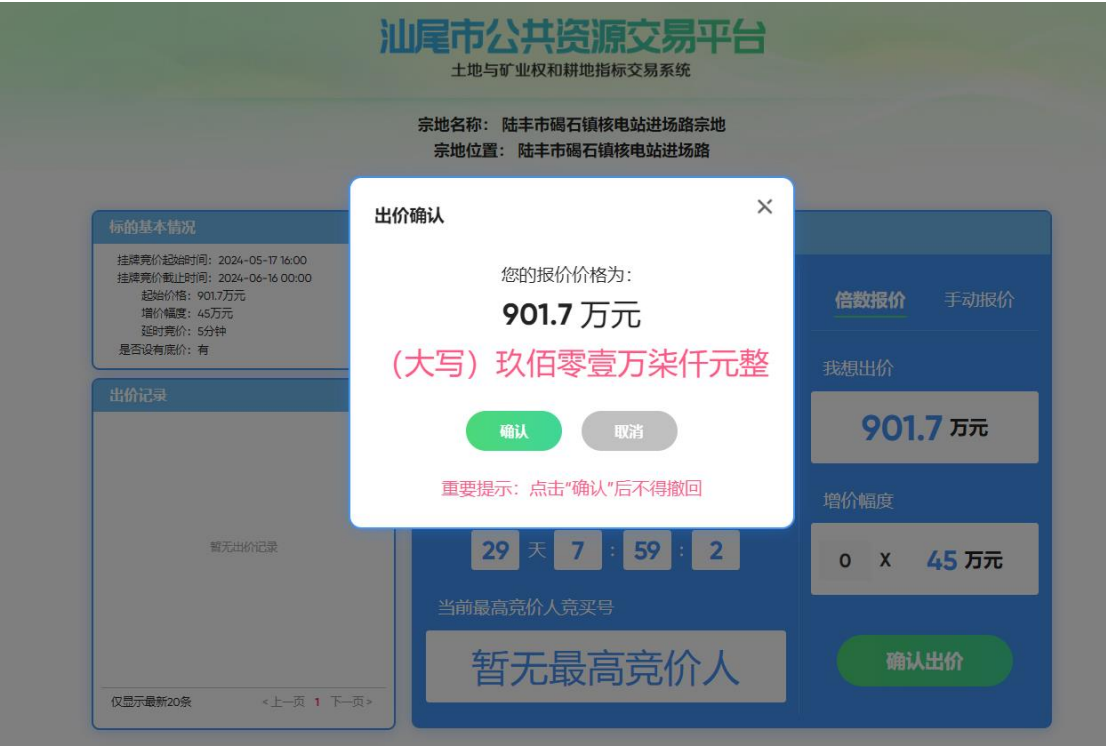 汕尾市公共资源交易平台
土地与矿业权和耕地指标交易系统
宗地名称： 陆丰市碣石镇核电站进场路宗地
宗地位置： 陆丰市碣石镇核电站进场路
标的基本情况
挂牌竞价起始时间：2024-05-17 16:00
挂牌竞价截止时间：2024-06-16 00:00
起始价格：901.7万元
增价幅度：45万元
延时竞价：5分钟
是否设有底价：有
出价记录
暂无出价记录
仅显示最新20条
<上一页 1 下一页>
出价确认
×
您的报价价格为：
901.7 万元
（大写）玖佰零壹万柒仟元整
确认 取消
重要提示：点击“确认”后不得撤回
29 天 7 : 59 : 2
当前最高竞价人竞买号
暂无最高竞价人
倍数报价 手动报价
我想出价
901.7 万元
增价幅度
0 X 45 万元
确认出价